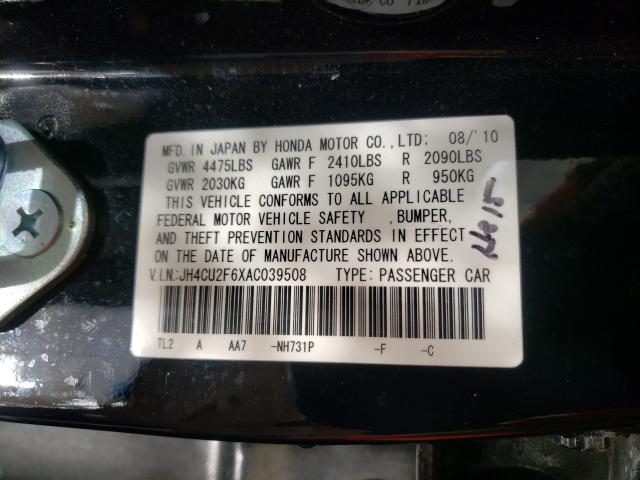 MFD. IN JAPAN BY HONDA MOTOR CO.,LTD: 08/'10
GVWR 4475LBS GAWR F 2410LBS R 2090LBS
GVWR 2030KG GAWR F 1095KG R 950KG
THIS VEHICLE CONFORMS TO ALL APPLICABLE
FEDERAL MOTOR VEHICLE SAFETY ,BUMPER,
AND THEFT PREVENTION STANDARDS IN EFFECT
ON THE DATE OF MANUFACTURE SHOWN ABOVE.
V.I.N.:JH4CU2F6XAC039508 TYPE: PASSENGER CAR
TL2 A AA7 -NH731P -F -C